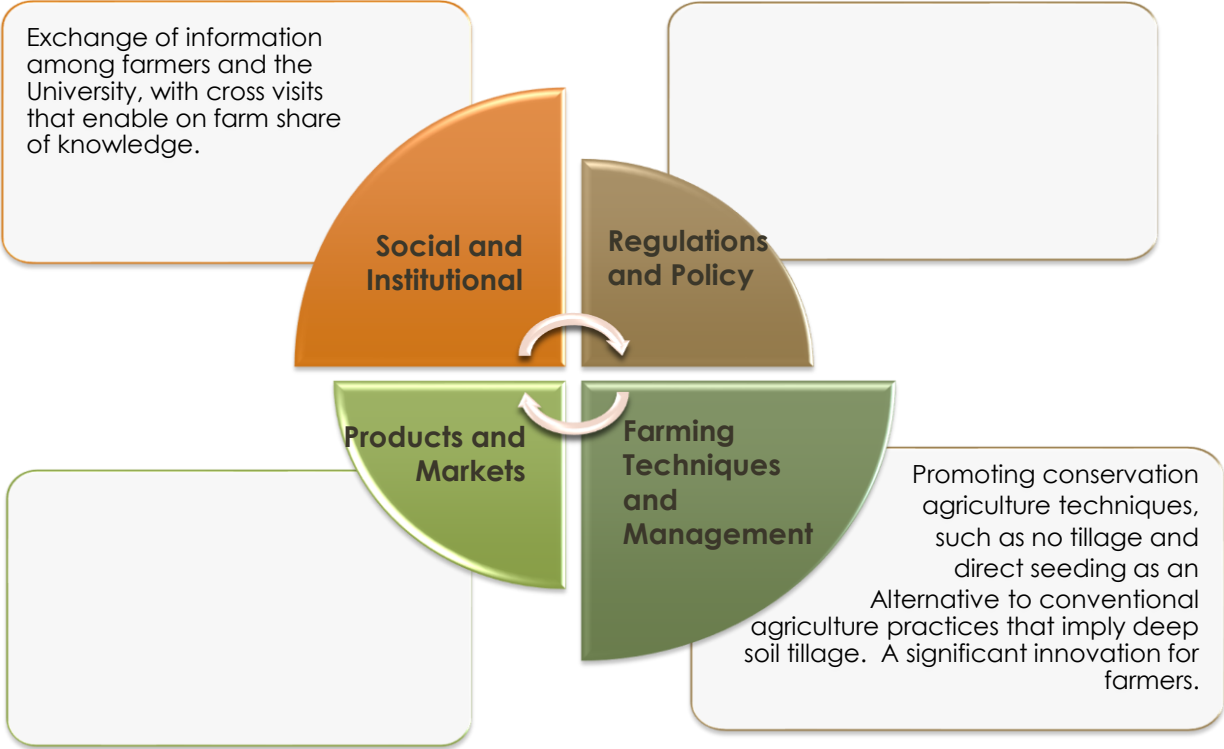 Exchange of information
among farmers and the
University, with cross visits
that enable on farm share
of knowledge.
Social and
Institutional
Regulations
and Policy
Products and
Markets
Farming
Techniques
and
Management
Promoting conservation
agriculture techniques,
such as no tillage and
direct seeding as an
Alternative to conventional
agriculture practices that imply deep
soil tillage.  A significant innovation for
farmers.